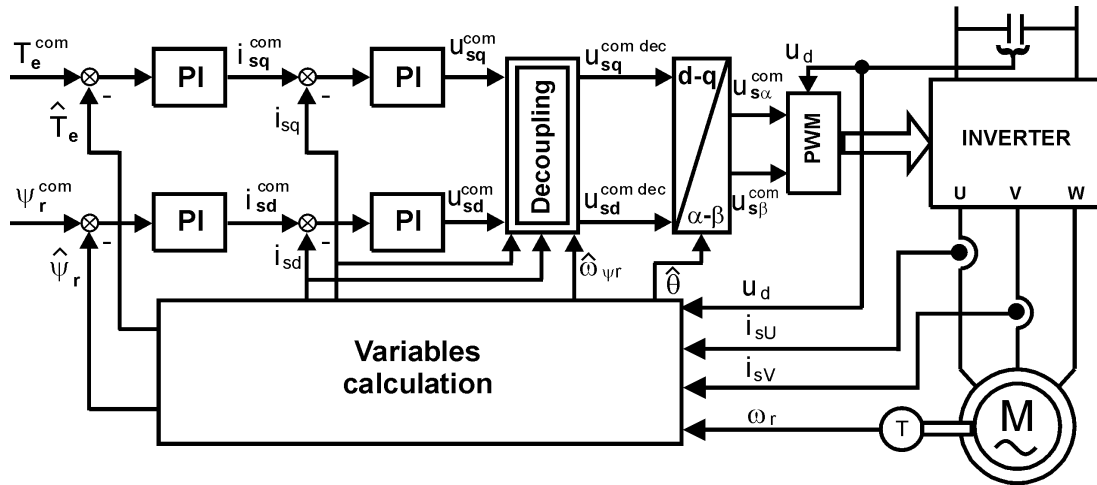 T_e^com
PI
i_sq^com
PI
u_sq^com
u_sq^com dec
d-q
u_d
u_sα^com
PWM
INVERTER
-
-
T̂_e
i_sq
Decoupling
U V W
ψ_r^com
PI
i_sd^com
PI
u_sd^com
u_sd^com dec
α-β
u_sβ^com
-
-
ψ̂_r
i_sd
ω̂_ψr
θ̂
u_d
Variables
calculation
i_sU
i_sV
ω_r
T
M
~